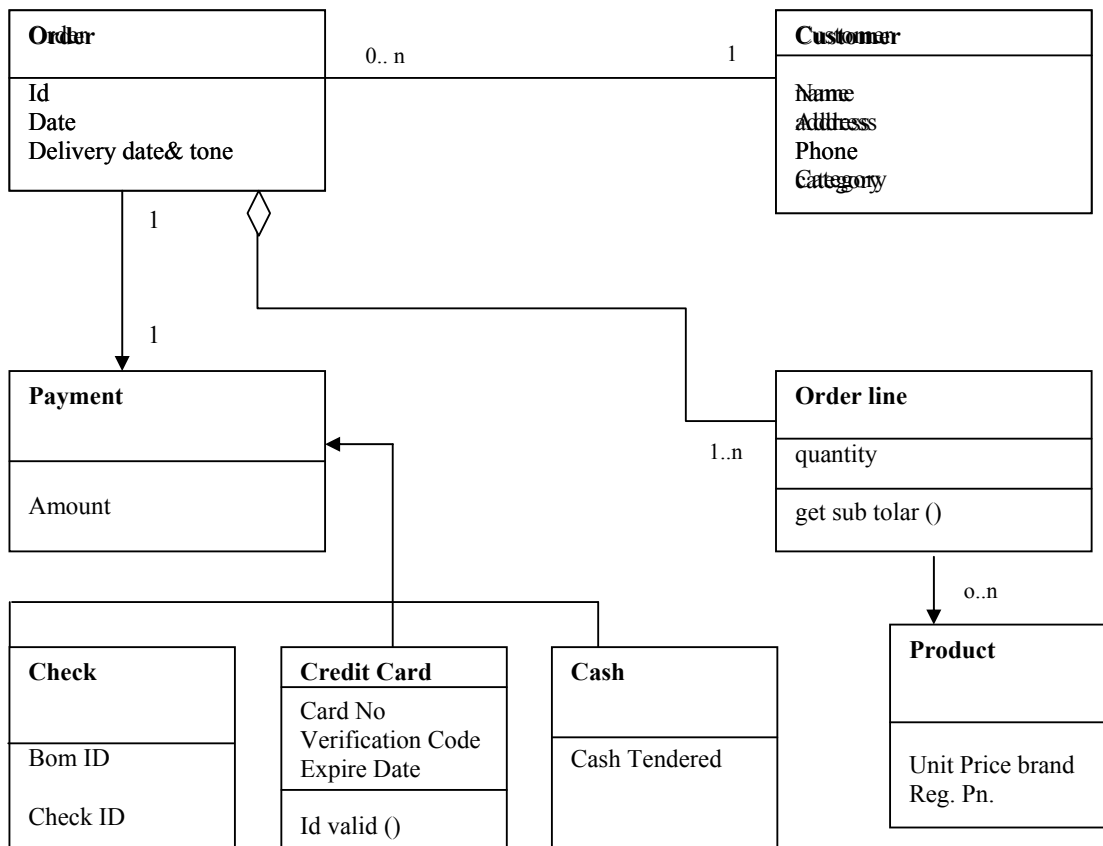 Order
Id
Date
Delivery date& tone
0.. n
1
Customer
name
Address
Phone
Category
1
1
Payment
Amount
1..n
Order line
quantity
get sub tolar ()
o..n
Product
Unit Price brand
Reg. Pn.
Check
Bom ID
Check ID
Credit Card
Card No
Verification Code
Expire Date
Id valid ()
Cash
Cash Tendered